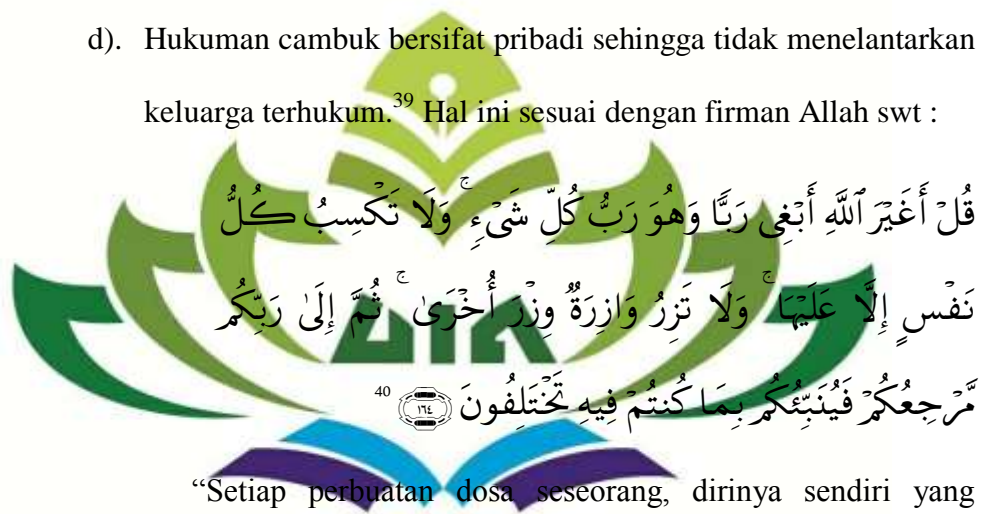 d). Hukuman cambuk bersifat pribadi sehingga tidak menelantarkan
keluarga terhukum.39 Hal ini sesuai dengan firman Allah swt :
قُلْ أَغَيْرَ ٱللَّهِ أَبْغِى رَبًّا وَهُوَ رَبُّ كُلِّ شَىْءٍ ۚ وَلَا تَكْسِبُ كُلُّ
نَفْسٍ إِلَّا عَلَيْهَا ۚ وَلَا تَزِرُ وَازِرَةٌ وِزْرَ أُخْرَىٰ ۚ ثُمَّ إِلَىٰ رَبِّكُم
مَّرْجِعُكُمْ فَيُنَبِّئُكُم بِمَا كُنتُمْ فِيهِ تَخْتَلِفُونَ ١٦٤ 40
“Setiap perbuatan dosa seseorang, dirinya sendiri yang